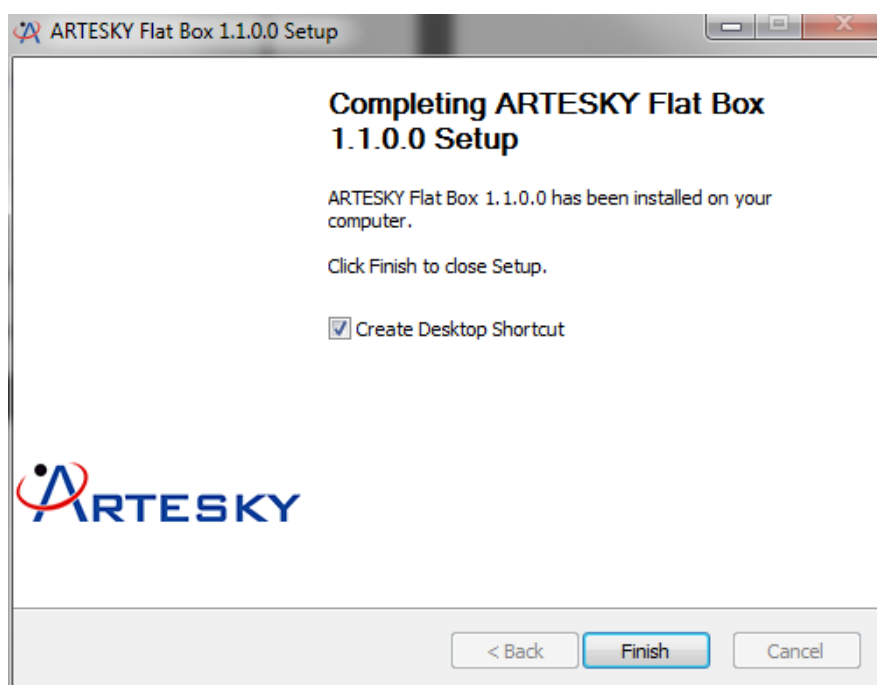 ARTESKY Flat Box 1.1.0.0 Setup
Completing ARTESKY Flat Box
1.1.0.0 Setup
ARTESKY Flat Box 1.1.0.0 has been installed on your
computer.
Click Finish to close Setup.
Create Desktop Shortcut
ARTESKY
< Back Finish Cancel